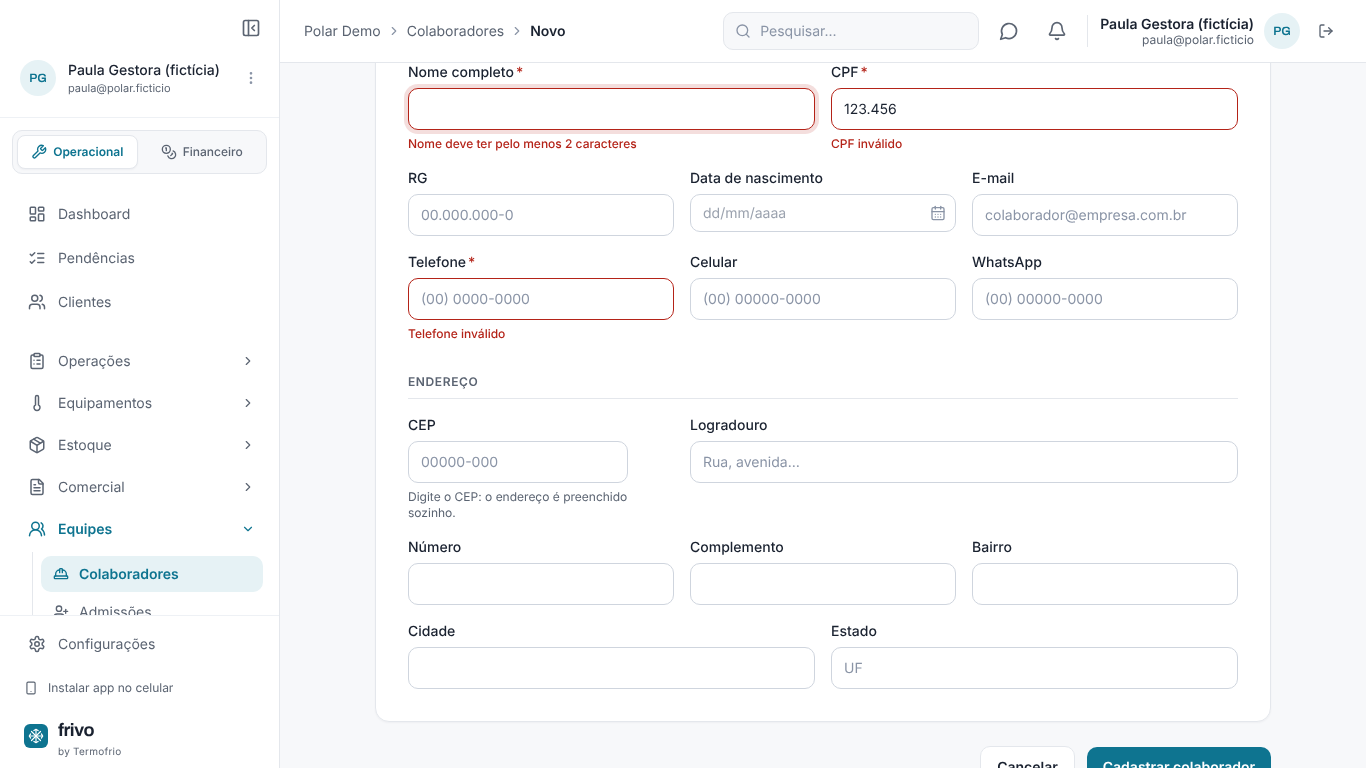 Polar Demo > Colaboradores > Novo
Pesquisar...
Paula Gestora (fictícia)
paula@polar.ficticio
PG
PG
Paula Gestora (fictícia)
paula@polar.ficticio
Operacional
Financeiro
Dashboard
Pendências
Clientes
Operações
Equipamentos
Estoque
Comercial
Equipes
Colaboradores
Admissões
Configurações
Instalar app no celular
frivo
by Termofrio
Nome completo*
CPF*
123.456
Nome deve ter pelo menos 2 caracteres
CPF inválido
RG
Data de nascimento
E-mail
00.000.000-0
dd/mm/aaaa
colaborador@empresa.com.br
Telefone*
Celular
WhatsApp
(00) 0000-0000
(00) 00000-0000
(00) 00000-0000
Telefone inválido
ENDEREÇO
CEP
Logradouro
00000-000
Rua, avenida...
Digite o CEP: o endereço é preenchido
sozinho.
Número
Complemento
Bairro
Cidade
Estado
UF
Cancelar
Cadastrar colaborador